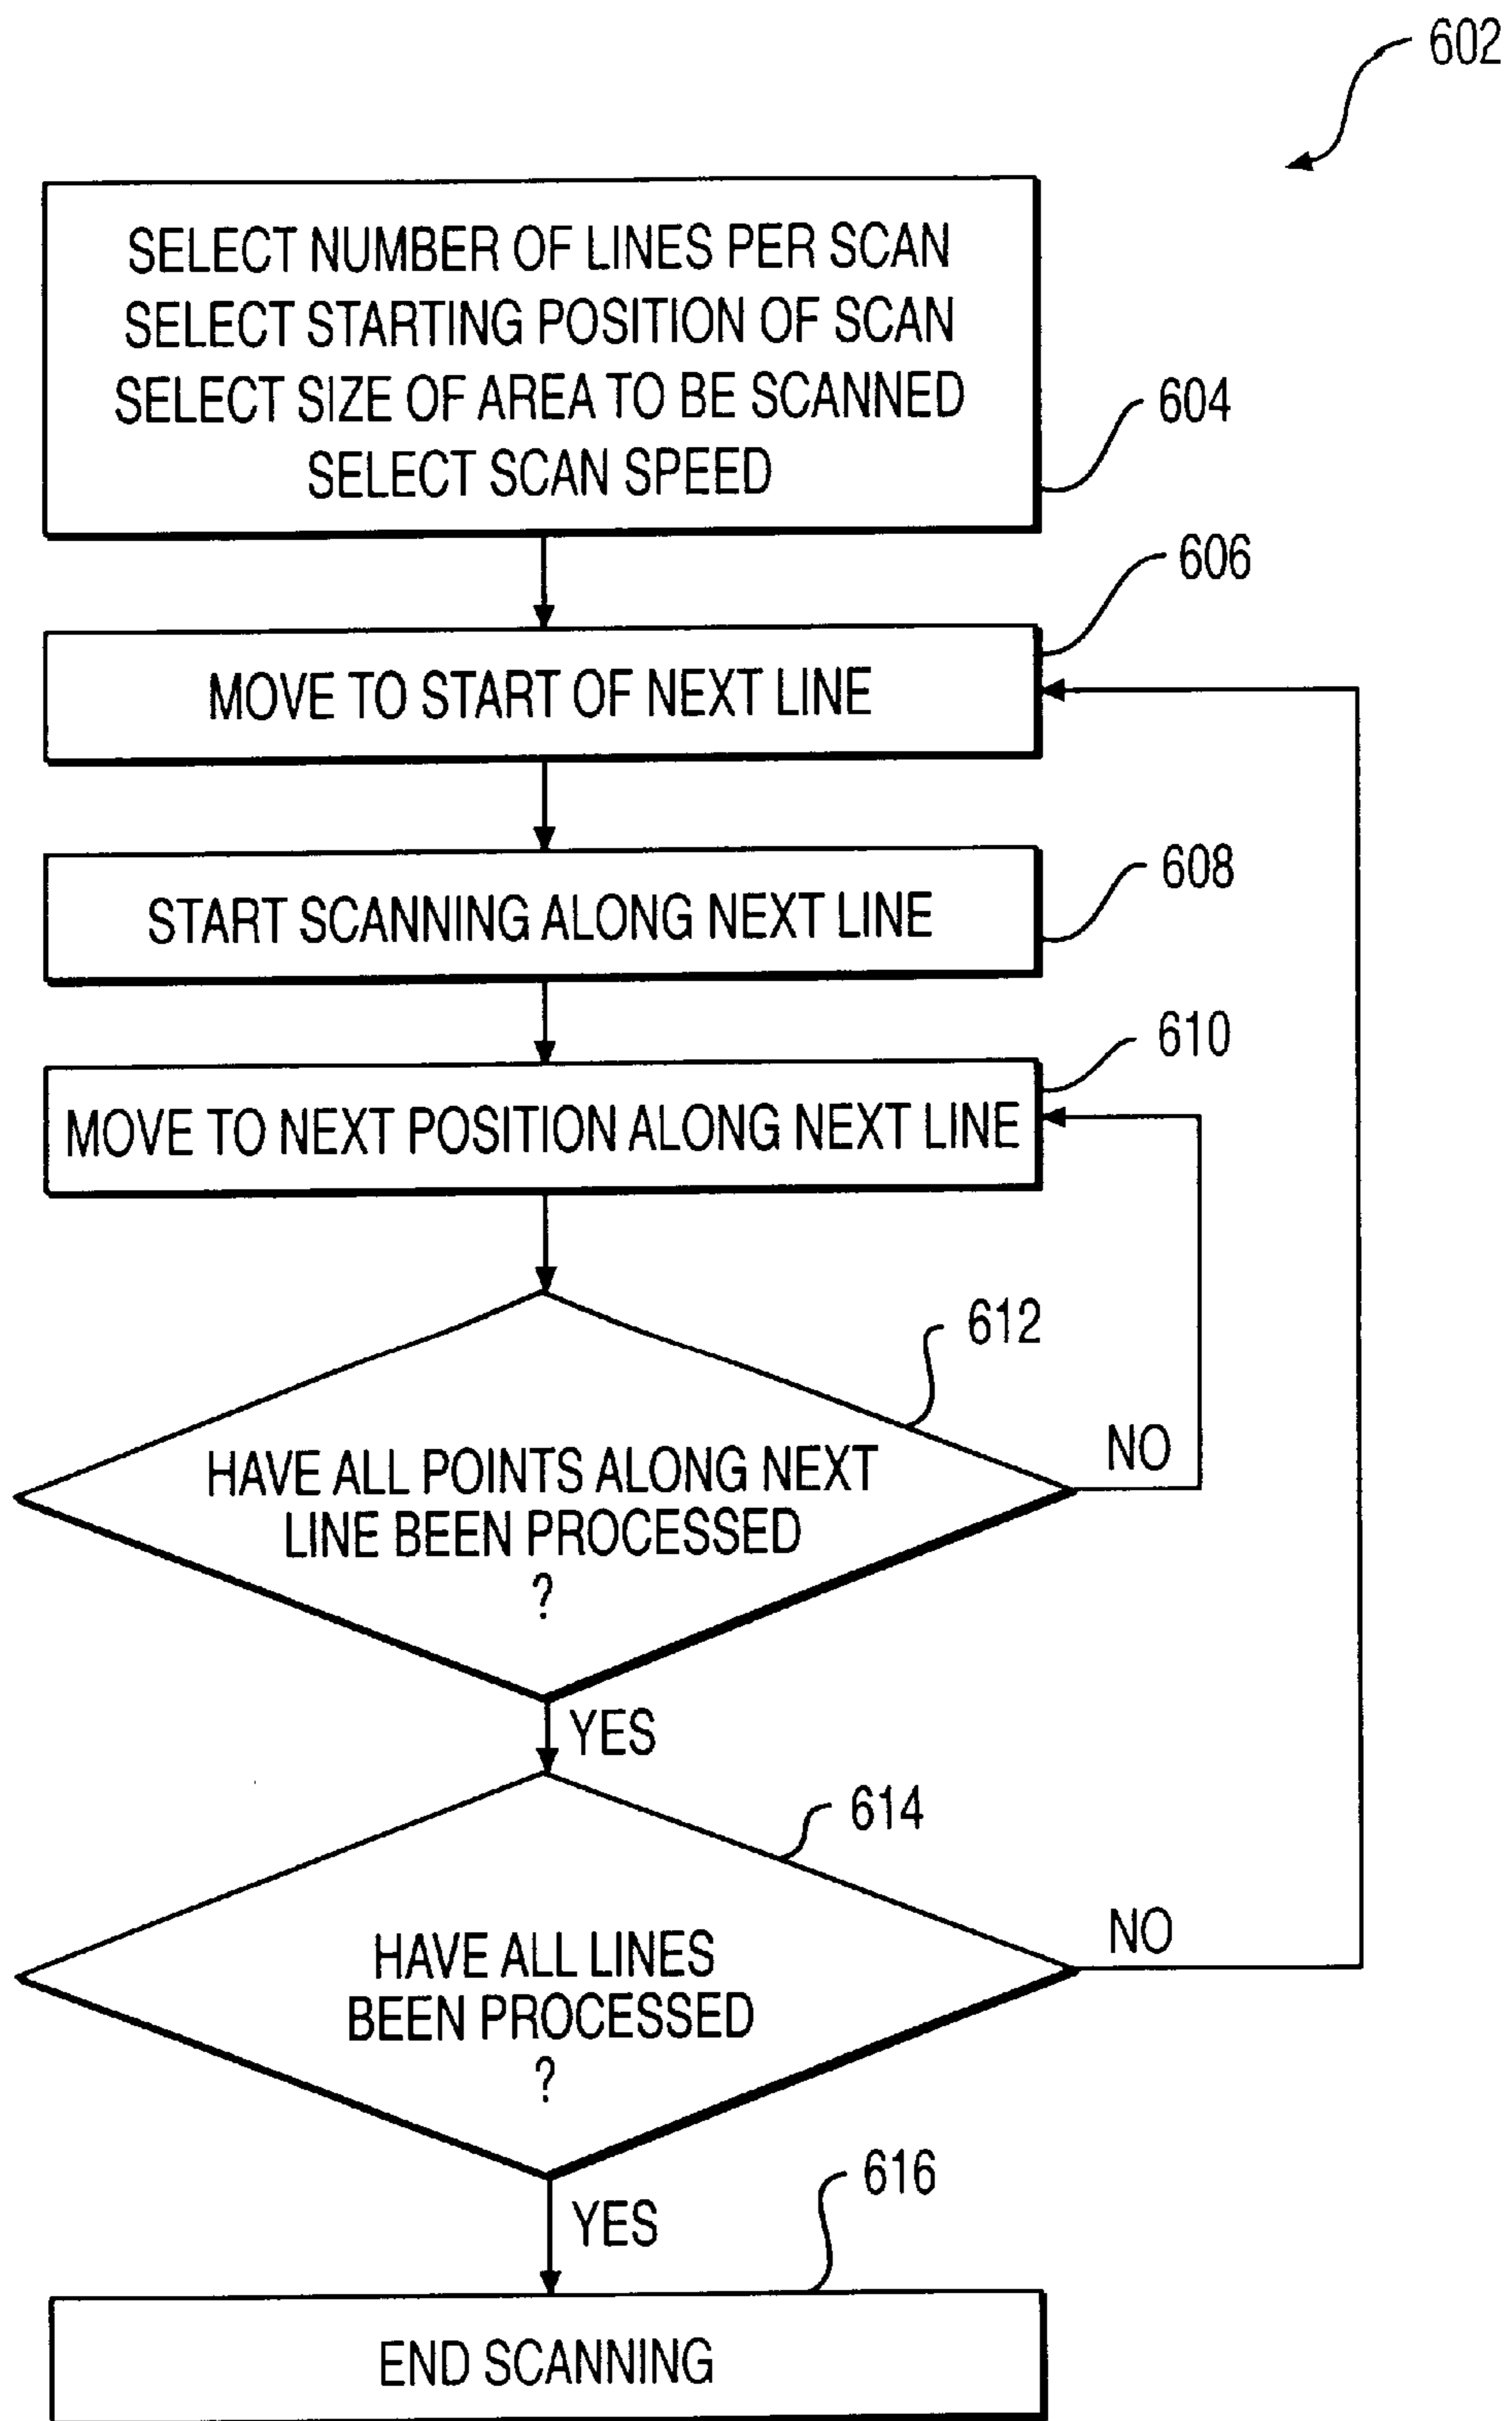 602
SELECT NUMBER OF LINES PER SCAN
SELECT STARTING POSITION OF SCAN
SELECT SIZE OF AREA TO BE SCANNED
SELECT SCAN SPEED
604
606
MOVE TO START OF NEXT LINE
608
START SCANNING ALONG NEXT LINE
610
MOVE TO NEXT POSITION ALONG NEXT LINE
612
NO
HAVE ALL POINTS ALONG NEXT
LINE BEEN PROCESSED
?
YES
614
NO
HAVE ALL LINES
BEEN PROCESSED
?
616
YES
END SCANNING